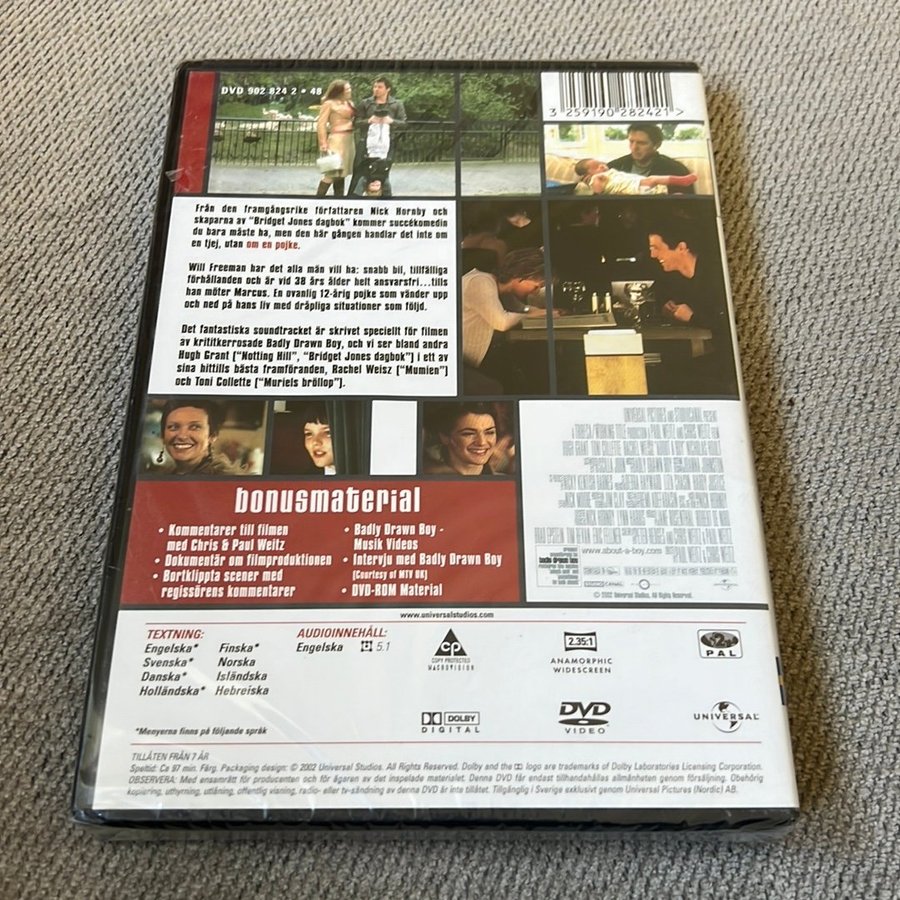 DVD 902 824 2 • 48
3 259190 282421 >
Från den framgångsrike författaren Nick Hornby och
skaparna av "Bridget Jones dagbok" kommer succékomedin
du bara måste ha, men den här gången handlar det inte om
en tjej, utan om en pojke.
Will Freeman har det alla män vill ha: snabb bil, tillfälliga
förhållanden och är vid 38 års ålder helt ansvarsfri...tills
han möter Marcus. En ovanlig 12-årig pojke som vänder upp
och ned på hans liv med dråpliga situationer som följd.
Det fantastiska soundtracket är skrivet speciellt för filmen
av krititkerrosade Badly Drawn Boy, och vi ser bland andra
Hugh Grant ("Notting Hill", "Bridget Jones dagbok") i ett av
sina hittills bästa framföranden, Rachel Weisz ("Mumien")
och Toni Collette ("Muriels bröllop").
bonusmaterial
• Kommentarer till filmen
med Chris & Paul Weitz
• Dokumentär om filmproduktionen
• Bortklippta scener med
regissörens kommentarer
• Badly Drawn Boy -
Musik Videos
• Intervju med Badly Drawn Boy
(Courtesy of MTV UK)
• DVD-ROM Material
UNIVERSAL PICTURES AND STUDIOCANAL PRESENT
www.about-a-boy.com
badly drawn boy
STUDIO CANAL
© 2002 Universal Studios. All Rights Reserved.
www.universalstudios.com
TEXTNING:
Engelska* Finska*
Svenska* Norska
Danska* Isländska
Holländska* Hebreiska
*Menyerna finns på följande språk
AUDIOINNEHÅLL:
Engelska 5.1
CP
COPY PROTECTED
MACROVISION
2.35:1
ANAMORPHIC
WIDESCREEN
2
PAL
DOLBY
DIGITAL
DVD
VIDEO
UNIVERSAL
TILLÅTEN FRÅN 7 ÅR
Speltid: Ca 97 min. Färg. Packaging design: © 2002 Universal Studios. All Rights Reserved. Dolby and the logo are trademarks of Dolby Laboratories Licensing Corporation.
OBSERVERA: Med ensamrätt för producenten och för ägaren av det inspelade materialet. Denna DVD får endast tillhandahållas allmänheten genom försäljning. Obehörig
kopiering, uthyrning, utlåning, offentlig visning, radio- eller tv-sändning av denna DVD är inte tillåtet. Tillgänglig i Sverige exklusivt genom Universal Pictures (Nordic) AB.